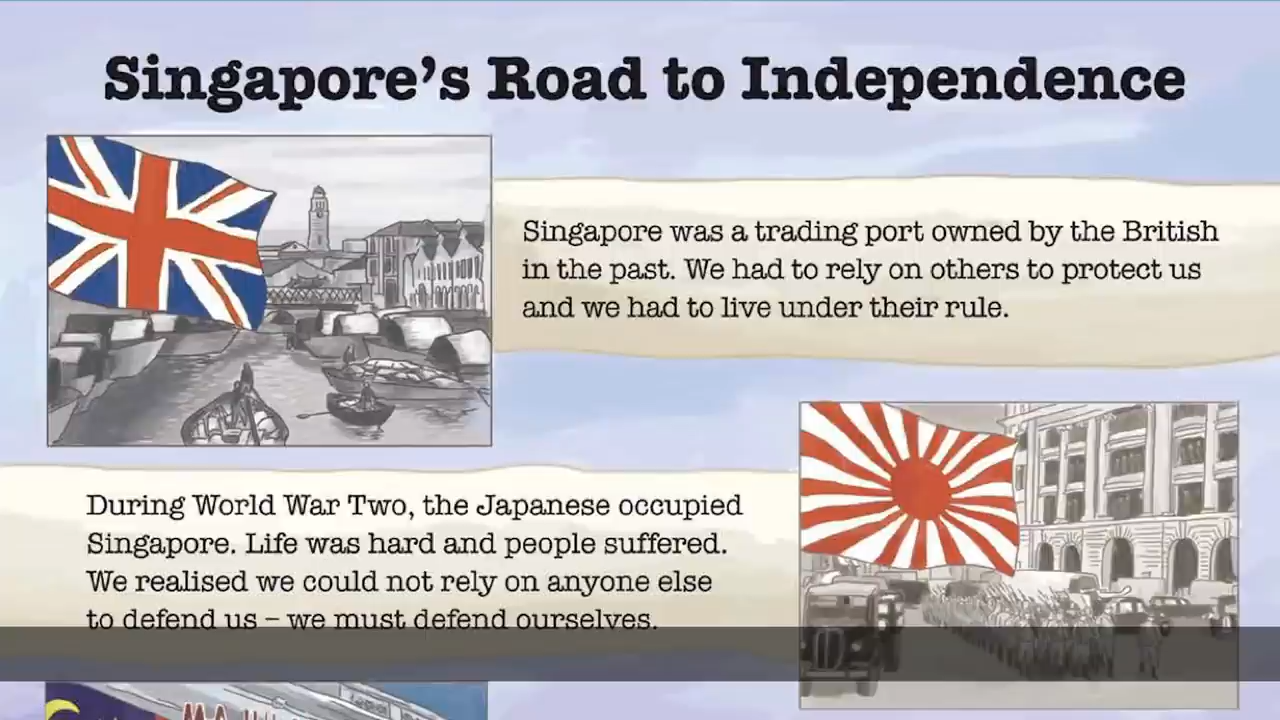 Singapore's Road to Independence
Singapore was a trading port owned by the British
in the past. We had to rely on others to protect us
and we had to live under their rule.
During World War Two, the Japanese occupied
Singapore. Life was hard and people suffered.
We realised we could not rely on anyone else
to defend us – we must defend ourselves.